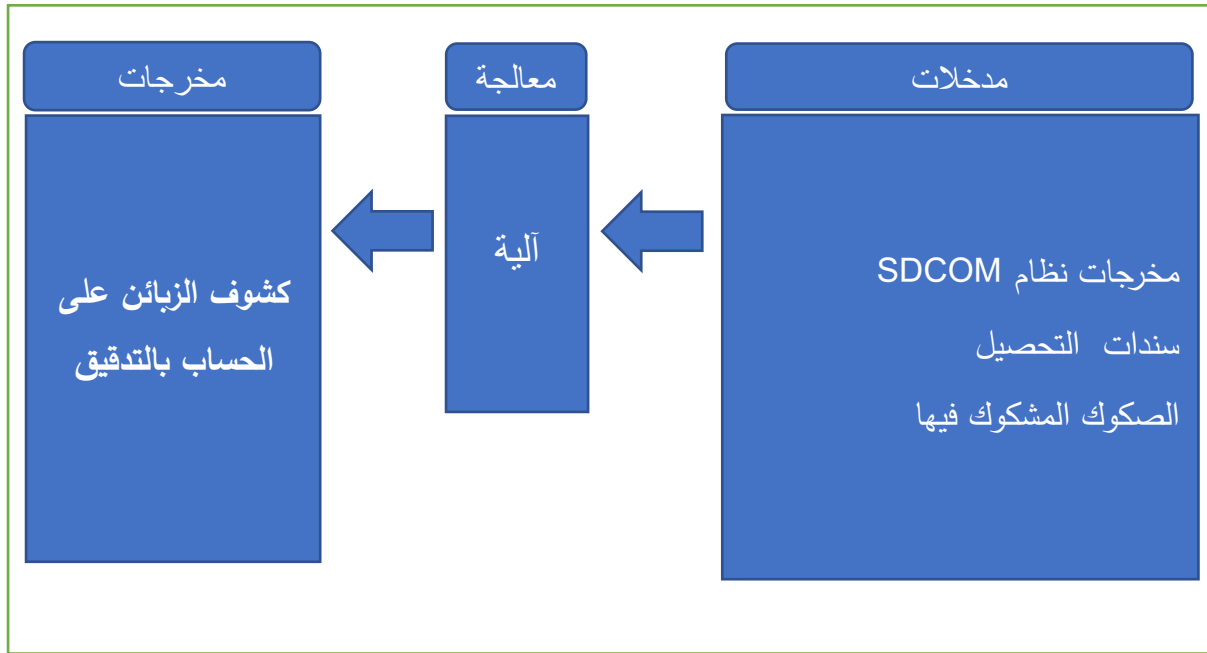 مدخلات
مخرجات نظام SDCOM
سندات التحصيل
الصكوك المشكوك فيها
معالجة
آلية
مخرجات
كشوف الزبائن على
الحساب بالتدقيق